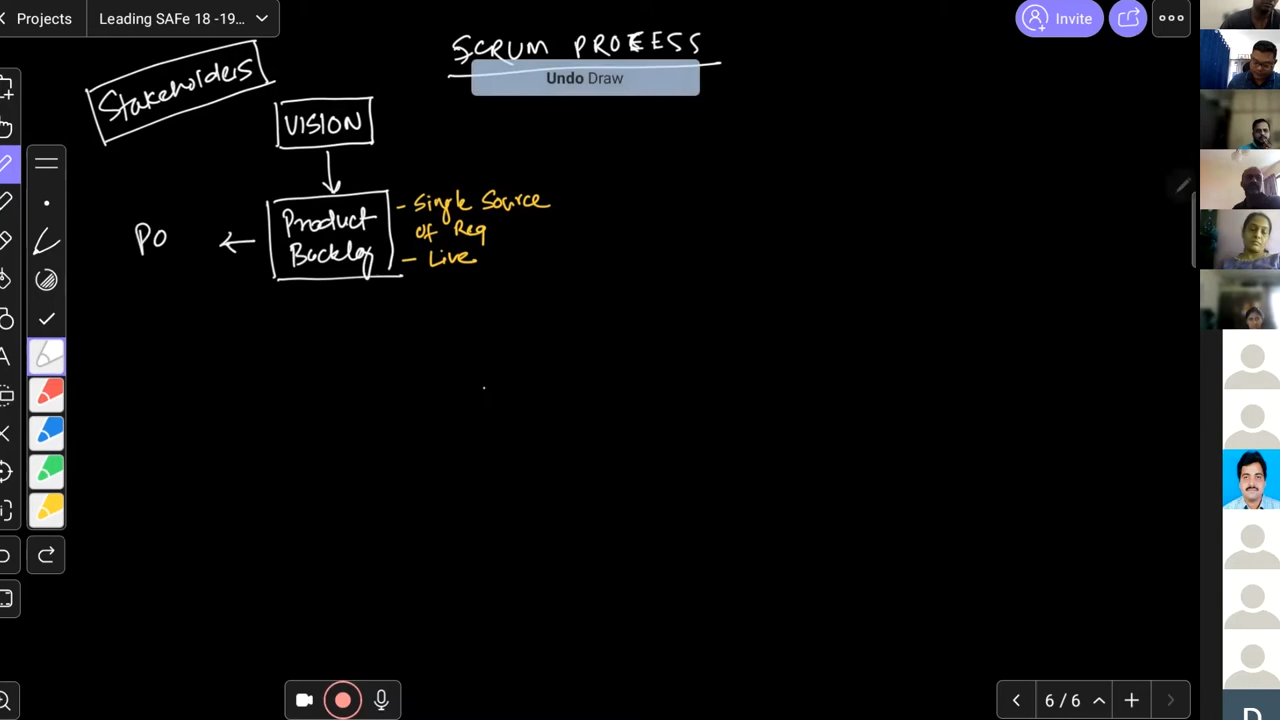 Projects
Leading SAFe 18 -19...
Invite
SCRUM PROCESS
Undo Draw
Stakeholders
VISION
Product
Backlog
- Single Source
of Req
- Live
PO
A
6/6
D